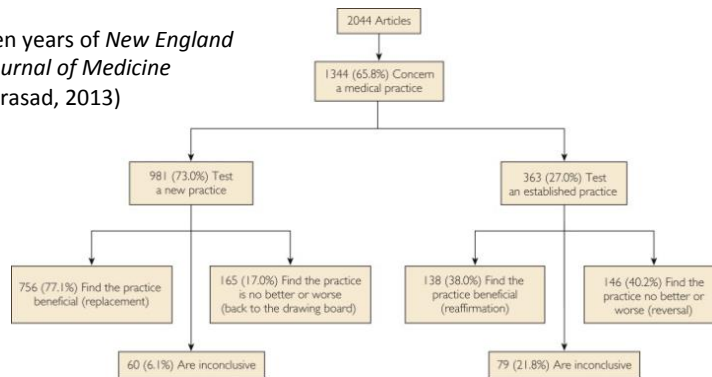 en years of New England
urnal of Medicine
rasad, 2013)
2044 Articles
1344 (65.8%) Concern
a medical practice
981 (73.0%) Test
a new practice
363 (27.0%) Test
an established practice
756 (77.1%) Find the practice
beneficial (replacement)
165 (17.0%) Find the practice
is no better or worse
(back to the drawing board)
138 (38.0%) Find the
practice beneficial
(reaffirmation)
146 (40.2%) Find the
practice no better or
worse (reversal)
60 (6.1%) Are inconclusive
79 (21.8%) Are inconclusive